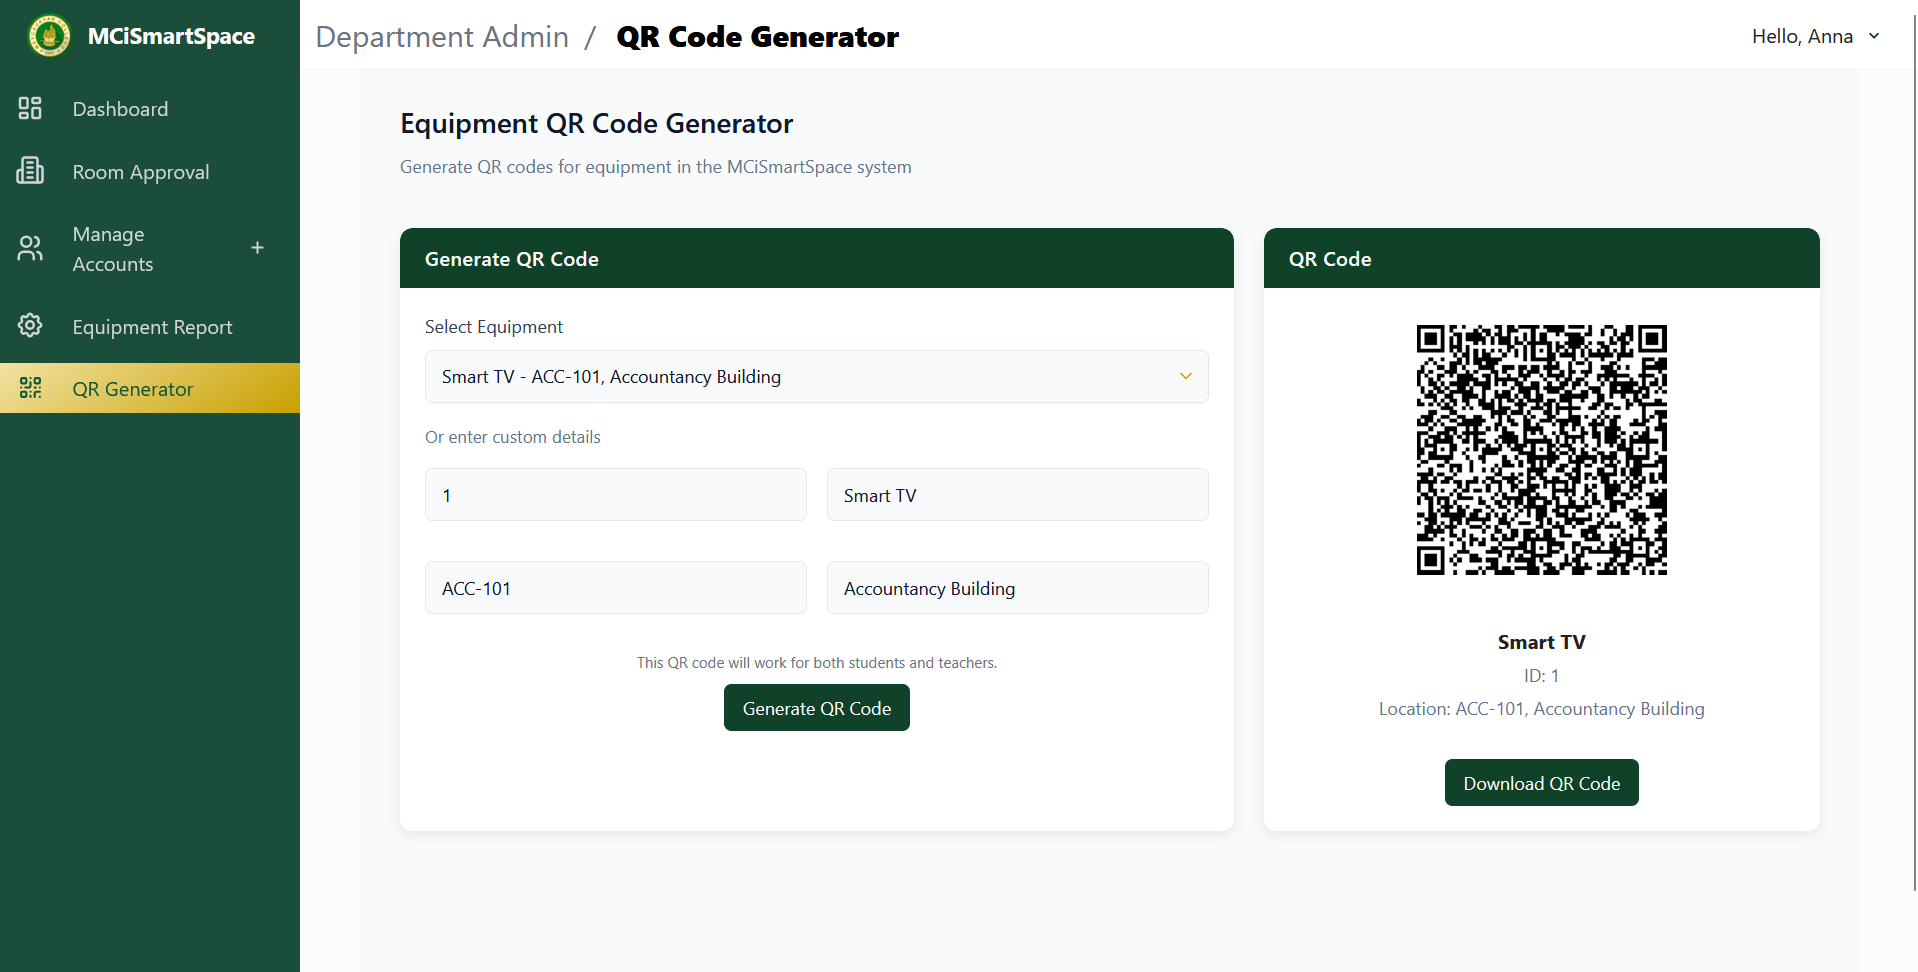 MCiSmartSpace
Dashboard
Room Approval
Manage
Accounts
+
Equipment Report
QR Generator
Department Admin / QR Code Generator
Hello, Anna
Equipment QR Code Generator
Generate QR codes for equipment in the MCiSmartSpace system
Generate QR Code
Select Equipment
Smart TV - ACC-101, Accountancy Building
Or enter custom details
1
Smart TV
ACC-101
Accountancy Building
This QR code will work for both students and teachers.
Generate QR Code
QR Code
Smart TV
ID: 1
Location: ACC-101, Accountancy Building
Download QR Code